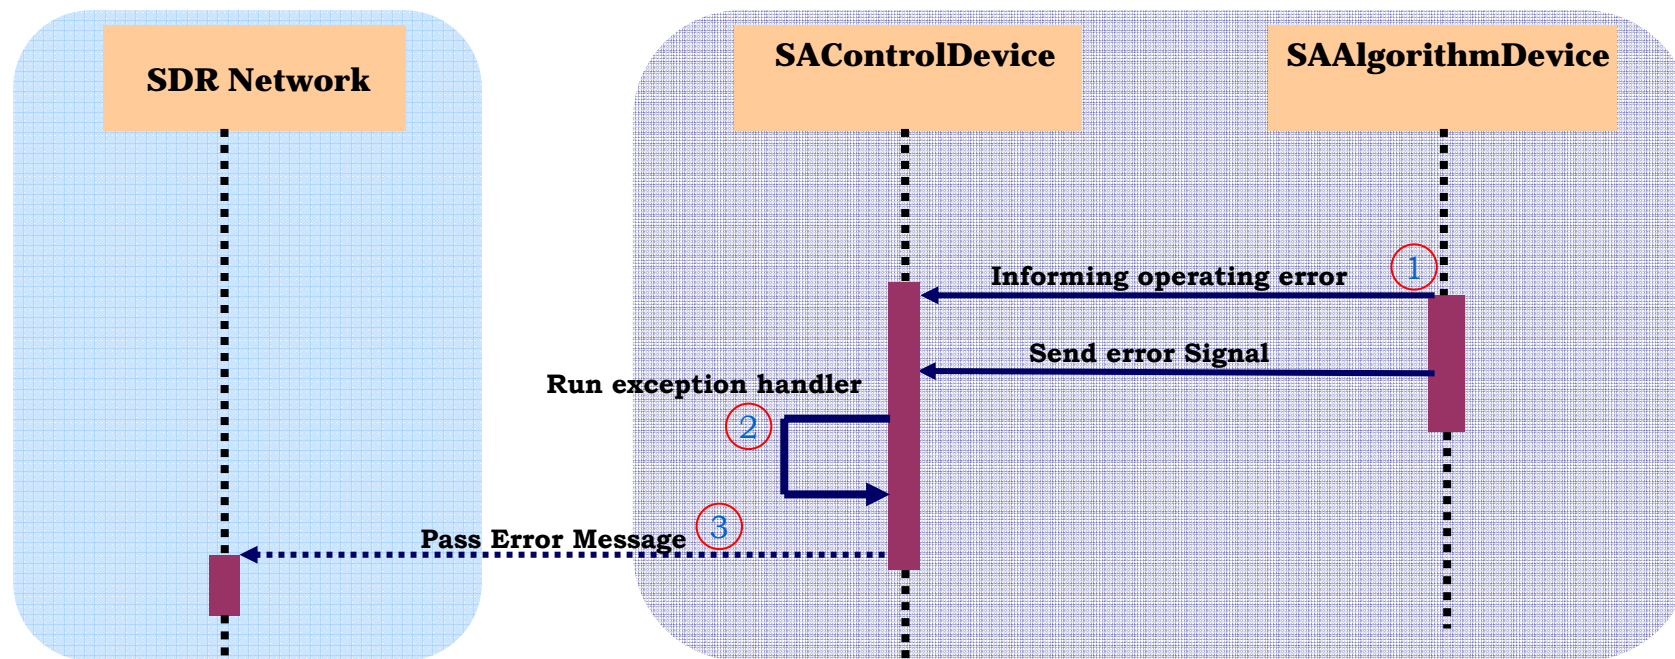 SDR Network
SAControlDevice
SAAlgorithmDevice
1
Informing operating error
Send error Signal
Run exception handler
2
3
Pass Error Message